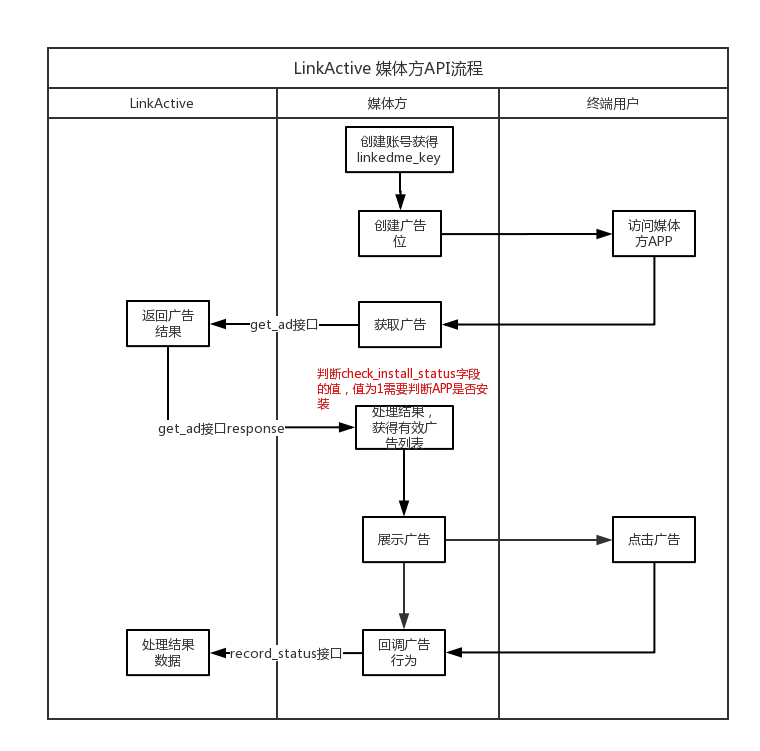 LinkActive 媒体方API流程
LinkActive
媒体方
终端用户
创建账号获得
linkedme_key
创建广告
位
访问媒体
方APP
返回广告
结果
get_ad接口
获取广告
判断check_install_status字段
的值，值为1需要判断APP是否安
装
处理结果，
获得有效广
告列表
get_ad接口response
展示广告
点击广告
处理结果
数据
record_status接口
回调广告
行为